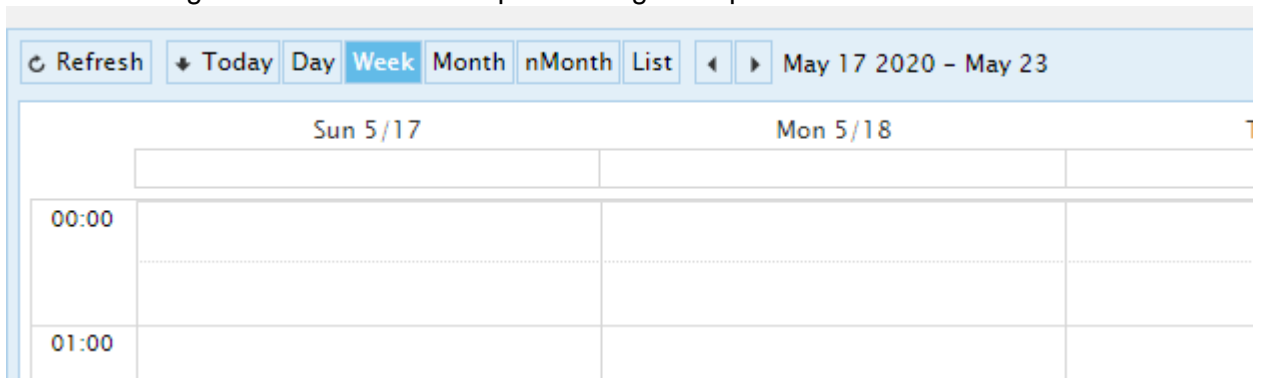 Refresh Today Day Week Month nMonth List May 17 2020 – May 23
Sun 5/17 Mon 5/18
00:00
01:00